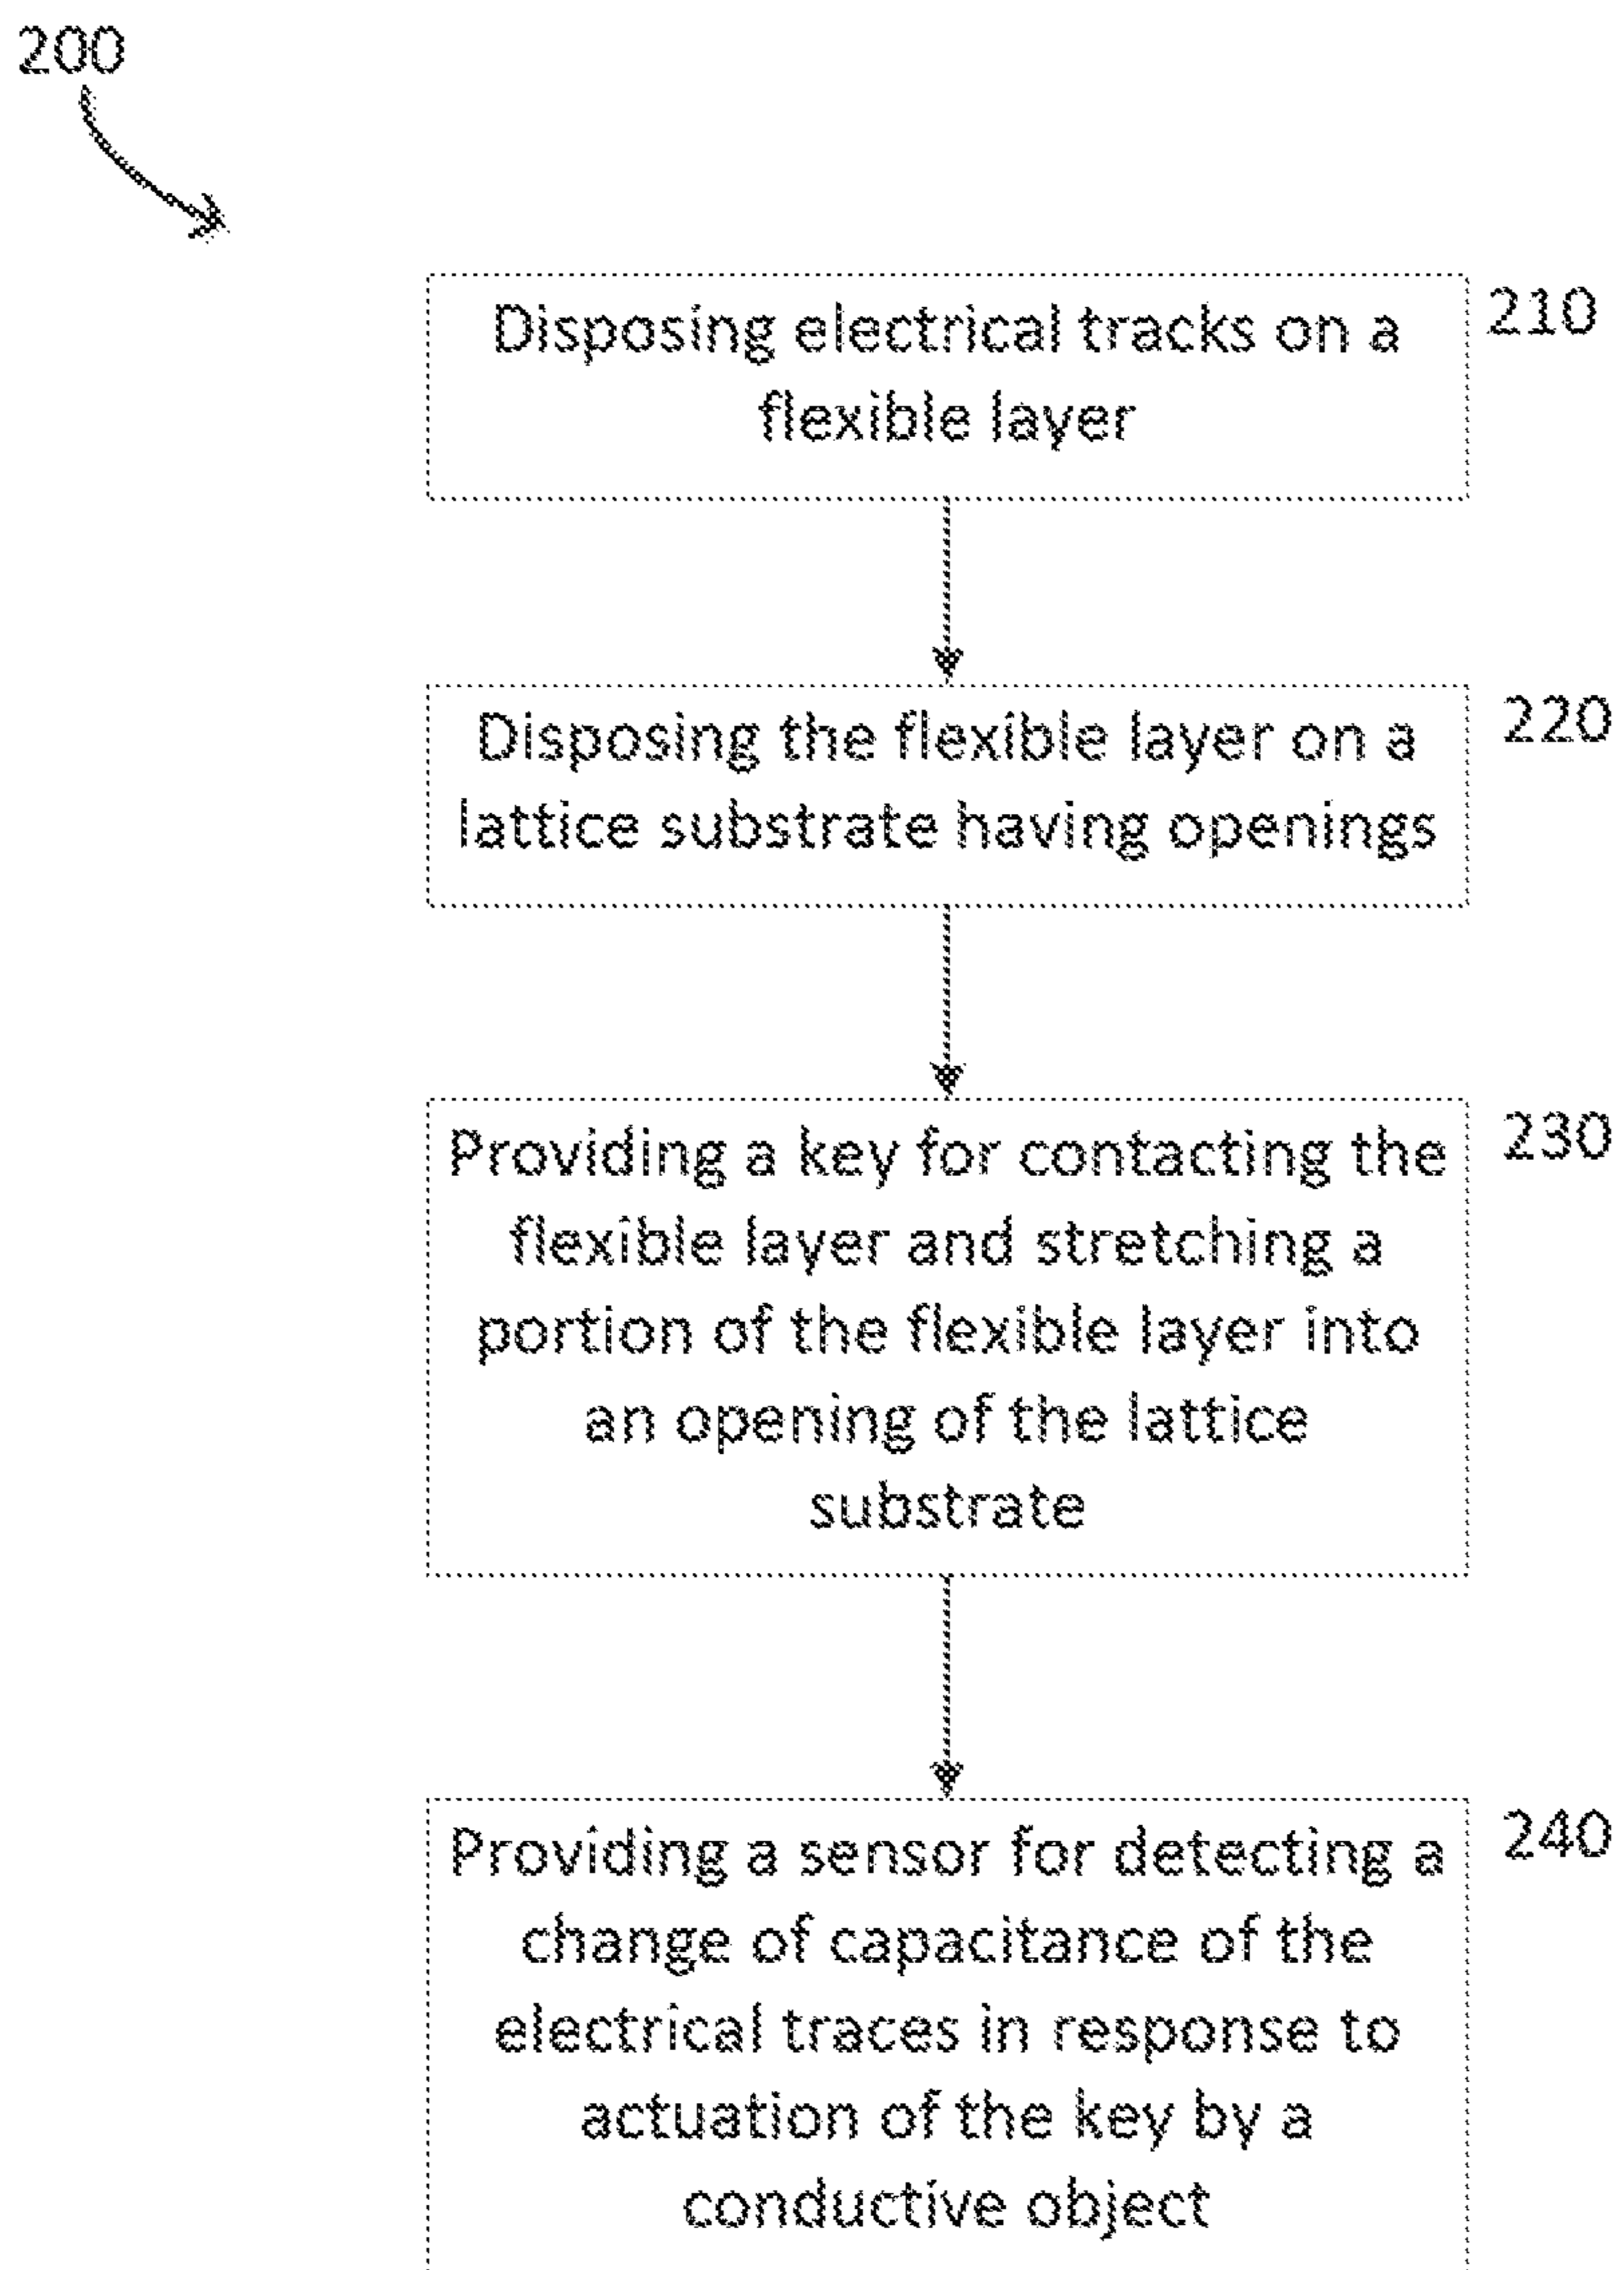 200
Disposing electrical tracks on a
flexible layer
210
Disposing the flexible layer on a
lattice substrate having openings
220
Providing a key for contacting the
flexible layer and stretching a
portion of the flexible layer into
an opening of the lattice
substrate
230
Providing a sensor for detecting a
change of capacitance of the
electrical traces in response to
actuation of the key by a
conductive object
240